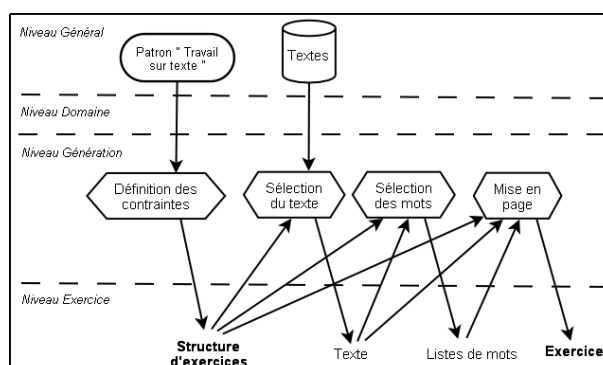 Niveau Général
Patron " Travail
sur texte "
Textes
Niveau Domaine
Niveau Génération
Définition des
contraintes
Sélection
du texte
Sélection
des mots
Mise en
page
Niveau Exercice
Structure
d'exercices
Texte
Listes de mots
Exercice